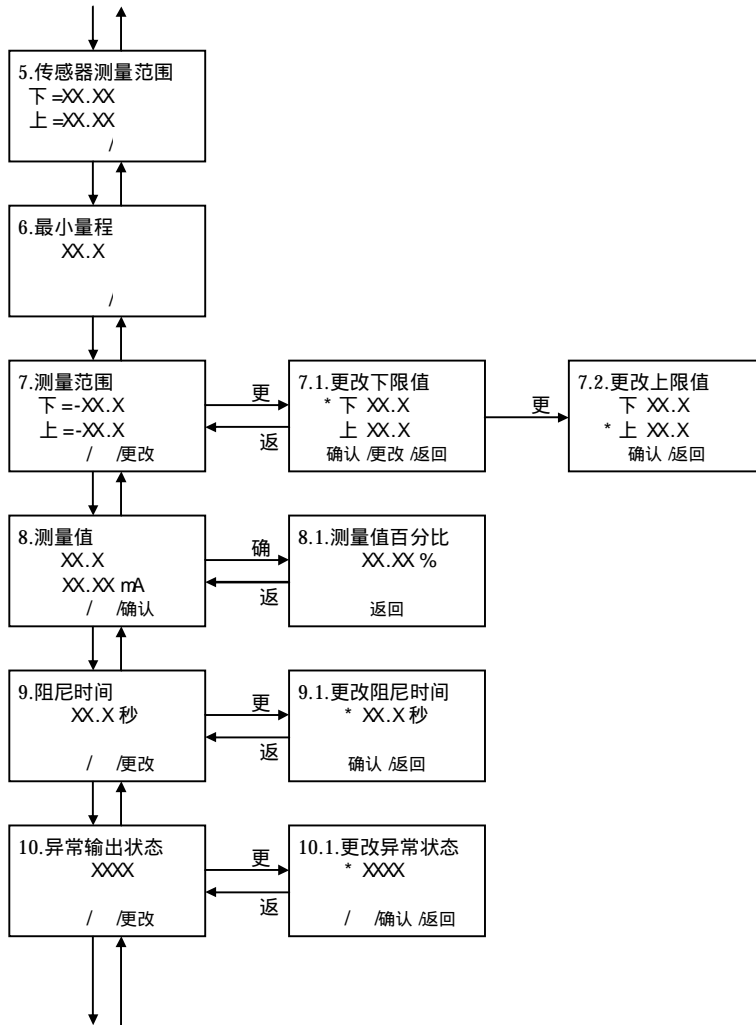 5.传感器测量范围
下 =XX.XX
上 =XX.XX
/
6.最小量程
XX.X
/
7.测量范围
下 =-XX.X
上 =-XX.X
/ /更改
更
返
7.1.更改下限值
* 下 XX.X
上 XX.X
确认 /更改 /返回
更
7.2.更改上限值
下 XX.X
* 上 XX.X
确认 /返回
8.测量值
XX.X
XX.XX mA
/ /确认
确
返
8.1.测量值百分比
XX.XX %
返回
9.阻尼时间
XX.X 秒
/ /更改
更
返
9.1.更改阻尼时间
* XX.X 秒
确认 /返回
10.异常输出状态
XXXX
/ /更改
更
返
10.1.更改异常状态
* XXXX
/ /确认 /返回